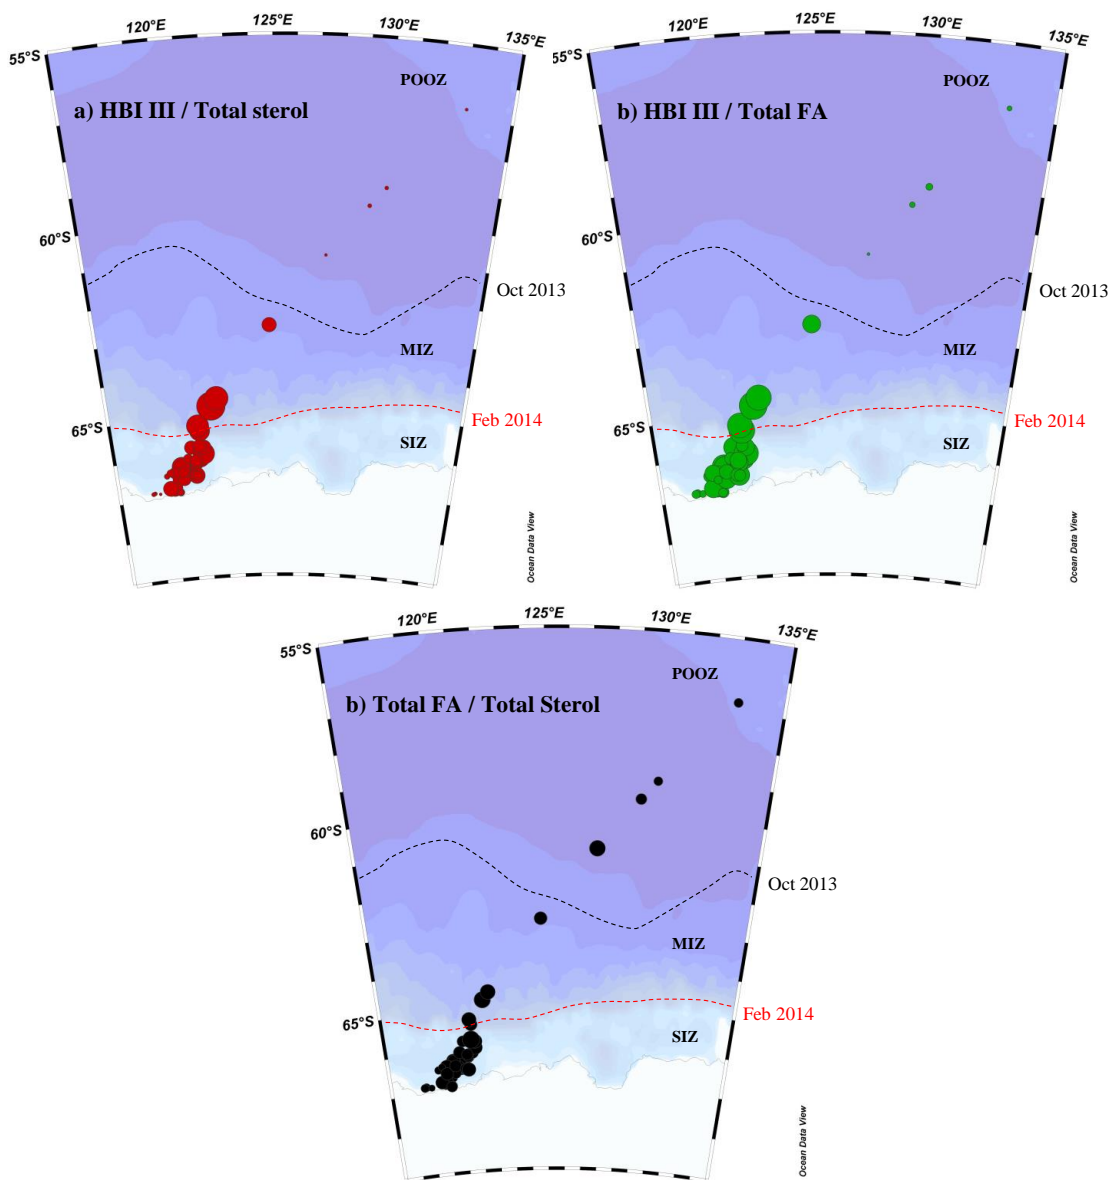 120°E
125°E
130°E
135°E
55°S
POOZ
a) HBI III / Total sterol
60°S
Oct 2013
MIZ
65°S
Feb 2014
SIZ
Ocean Data View
120°E
125°E
130°E
135°E
55°S
POOZ
b) HBI III / Total FA
60°S
Oct 2013
MIZ
65°S
Feb 2014
SIZ
Ocean Data View
120°E
125°E
130°E
135°E
55°S
POOZ
b) Total FA / Total Sterol
60°S
Oct 2013
MIZ
65°S
Feb 2014
SIZ
Ocean Data View